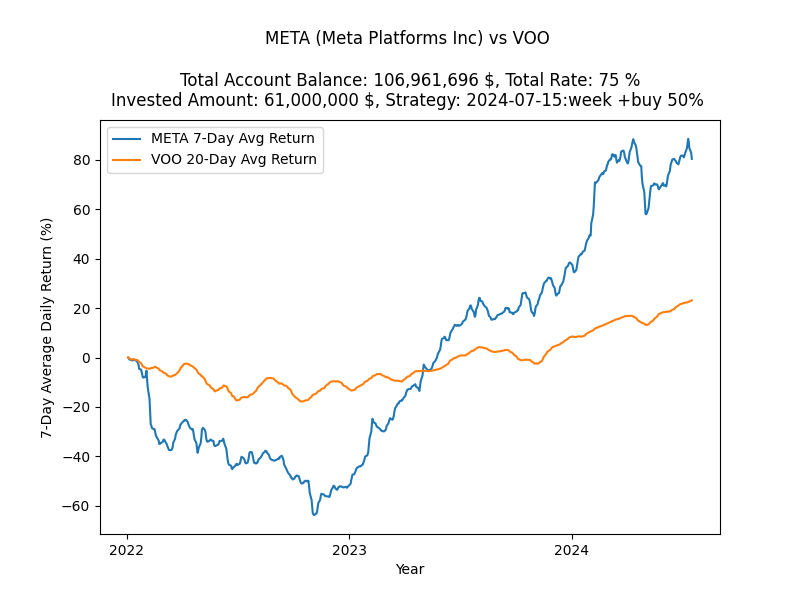 META (Meta Platforms Inc) vs VOO
Total Account Balance: 106,961,696 $, Total Rate: 75 %
Invested Amount: 61,000,000 $, Strategy: 2024-07-15:week +buy 50%
META 7-Day Avg Return
VOO 20-Day Avg Return
7-Day Average Daily Return (%)
80
60
40
20
0
−20
−40
−60
2022
2023
2024
Year